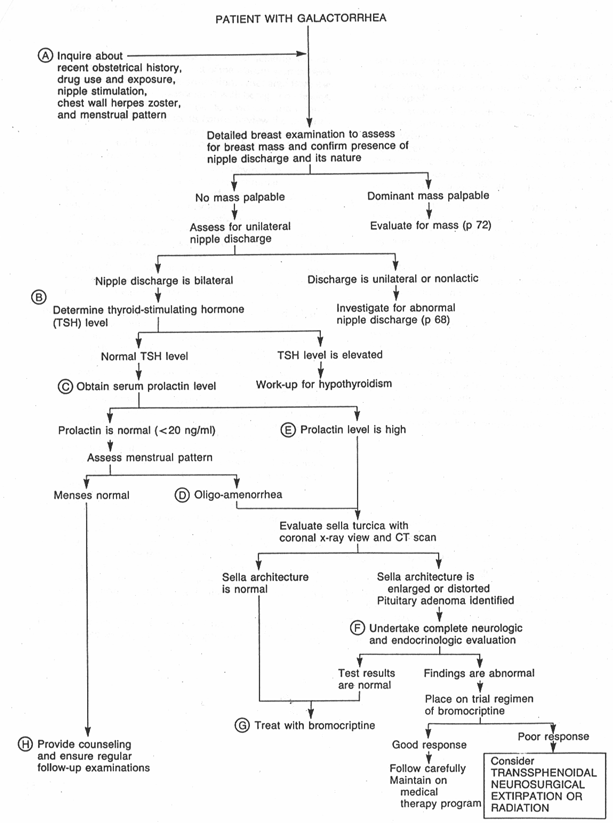 PATIENT WITH GALACTORRHEA
A Inquire about
recent obstetrical history,
drug use and exposure,
nipple stimulation,
chest wall herpes zoster,
and menstrual pattern
Detailed breast examination to assess
for breast mass and confirm presence of
nipple discharge and its nature
No mass palpable
Dominant mass palpable
Assess for unilateral
nipple discharge
Evaluate for mass (p 72)
Nipple discharge is bilateral
Discharge is unilateral or nonlactic
B
Determine thyroid-stimulating hormone
(TSH) level
Investigate for abnormal
nipple discharge (p 68)
Normal TSH level
TSH level is elevated
C Obtain serum prolactin level
Work-up for hypothyroidism
Prolactin is normal (<20 ng/ml)
E Prolactin level is high
Assess menstrual pattern
Menses normal
D Oligo-amenorrhea
Evaluate sella turcica with
coronal x-ray view and CT scan
Sella architecture
is normal
Sella architecture is
enlarged or distorted
Pituitary adenoma identified
F Undertake complete neurologic
and endocrinologic evaluation
Test results
are normal
Findings are abnormal
Place on trial regimen
of bromocriptine
G Treat with bromocriptine
H Provide counseling
and ensure regular
follow-up examinations
Good response
Poor response
Follow carefully
Maintain on
medical
therapy program
Consider
TRANSSPHENOIDAL
NEUROSURGICAL
EXTIRPATION OR
RADIATION